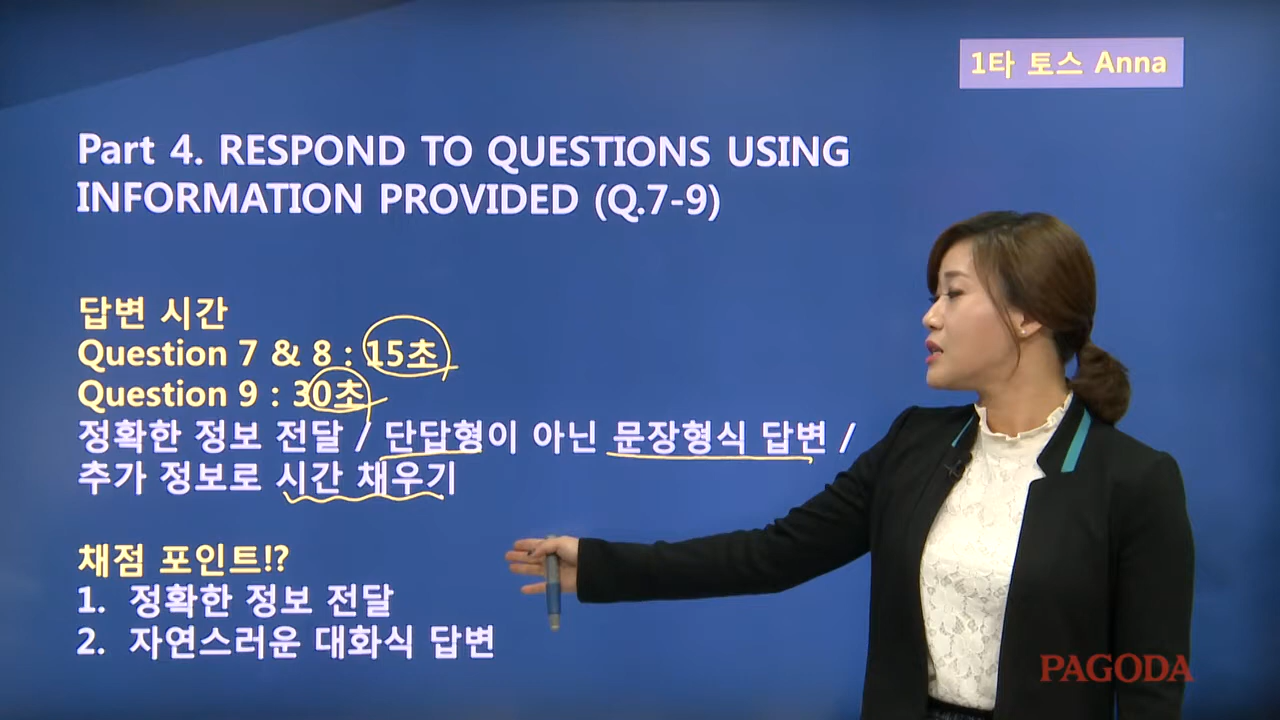 1타 토스 Anna
Part 4. RESPOND TO QUESTIONS USING
INFORMATION PROVIDED (Q.7-9)
답변 시간
Question 7 & 8 : 15초
Question 9 : 30초
정확한 정보 전달 / 단답형이 아닌 문장형식 답변 /
추가 정보로 시간 채우기
채점 포인트!?
1. 정확한 정보 전달
2. 자연스러운 대화식 답변
PAGODA